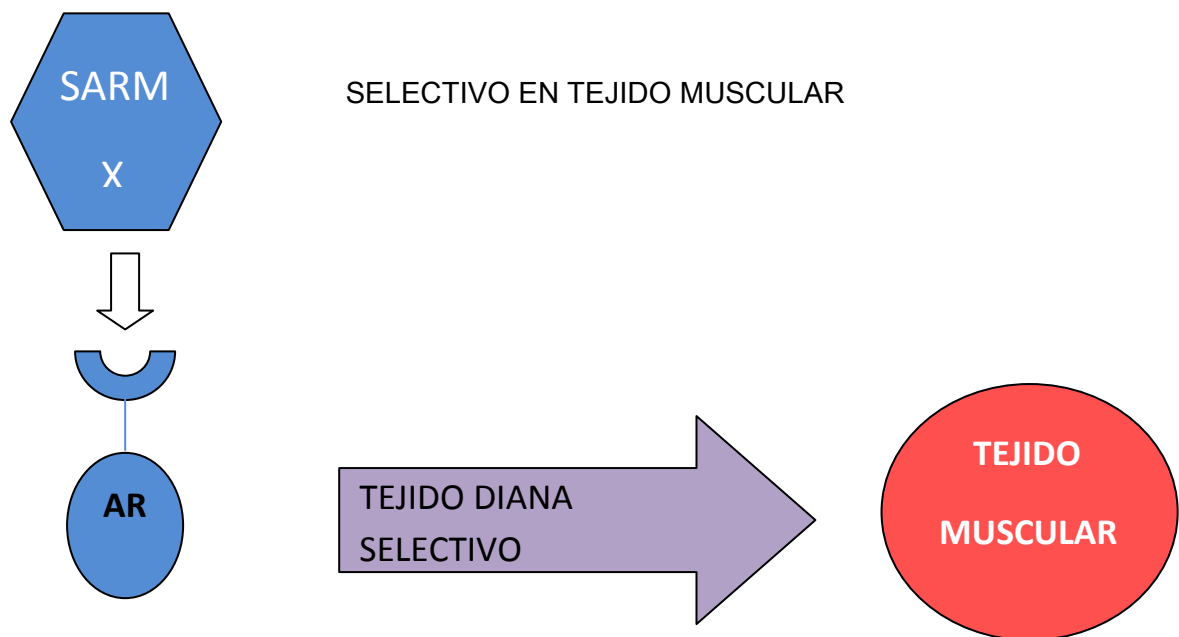 SARM
X
SELECTIVO EN TEJIDO MUSCULAR
AR
TEJIDO DIANA
SELECTIVO
TEJIDO
MUSCULAR